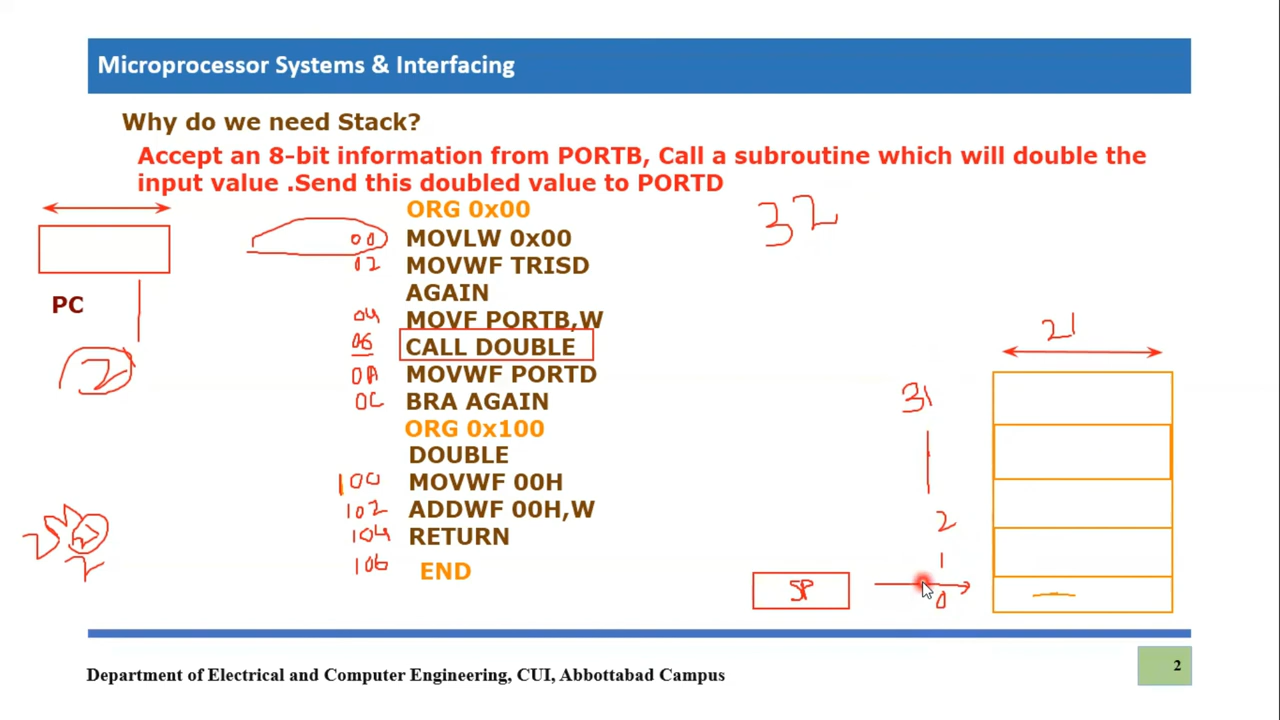 Microprocessor Systems & Interfacing
Why do we need Stack?
Accept an 8-bit information from PORTB, Call a subroutine which will double the
input value .Send this doubled value to PORTD
32
ORG 0x00
00 MOVLW 0x00
02 MOVWF TRISD
PC
AGAIN
04 MOVF PORTB,W
21
06 CALL DOUBLE
2
0A MOVWF PORTD
0C BRA AGAIN
31
ORG 0x100
DOUBLE
100 MOVWF 00H
102 ADDWF 00H,W
2
104 RETURN
1
106 END
SP
0
Department of Electrical and Computer Engineering, CUI, Abbottabad Campus
2